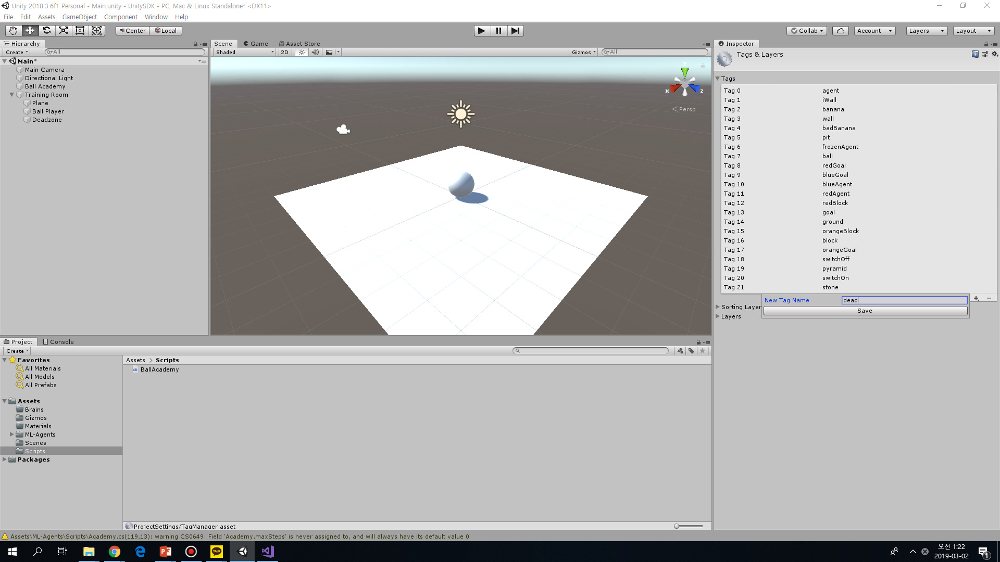 Unity 2018.3.6f1 Personal - Main.unity - UnitySDK - PC, Mac & Linux Standalone* <DX11>
File Edit Assets GameObject Component Window Help
Center Local
Collab Account Layers Layout
Hierarchy
Create All
Main*
Main Camera
Directional Light
Ball Academy
Training Room
Plane
Ball Player
Deadzone
Scene Game Asset Store
Shaded 2D Gizmos All
y
x
z
Persp
Inspector
Tags & Layers
Tags
Tag 0 agent
Tag 1 iWall
Tag 2 banana
Tag 3 wall
Tag 4 badBanana
Tag 5 pit
Tag 6 frozenAgent
Tag 7 ball
Tag 8 redGoal
Tag 9 blueGoal
Tag 10 blueAgent
Tag 11 redAgent
Tag 12 redBlock
Tag 13 goal
Tag 14 ground
Tag 15 orangeBlock
Tag 16 block
Tag 17 orangeGoal
Tag 18 switchOff
Tag 19 pyramid
Tag 20 switchOn
Tag 21 stone
New Tag Name dead
Save
Sorting Layer
Layers
Project Console
Create
Favorites
All Materials
All Models
All Prefabs
Assets
Brains
Gizmos
Materials
ML-Agents
Scenes
Scripts
Packages
Assets > Scripts
BallAcademy
ProjectSettings/TagManager.asset
Assets\ML-Agents\Scripts\Academy.cs(119,13): warning CS0649: Field 'Academy.maxSteps' is never assigned to, and will always have its default value 0
TALK
오전 1:22
2019-03-02
1